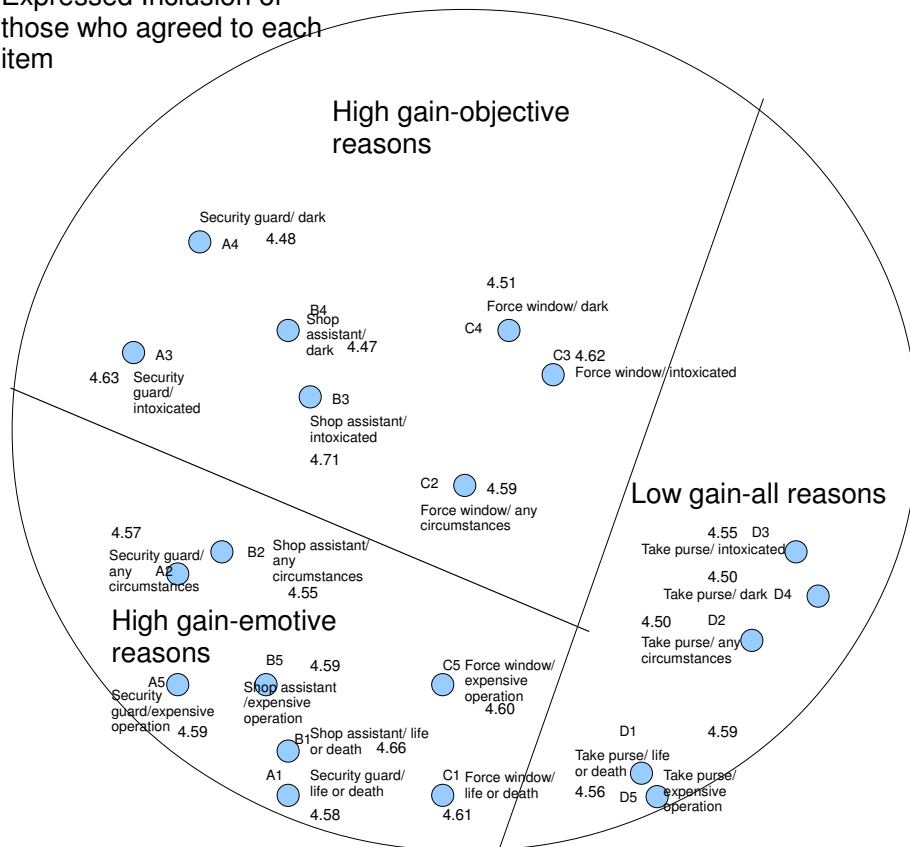 Expressed Inclusion of
those who agreed to each
item
High gain-objective
reasons
Security guard/ dark
A4
4.48
4.51
Force window/ dark
B4
Shop
assistant/
dark
4.47
C4
A3
C3 4.62
Force window/ intoxicated
4.63
Security
guard/
intoxicated
B3
Shop assistant/
intoxicated
4.71
C2
4.59
Force window/ any
circumstances
Low gain-all reasons
4.55
D3
Take purse/ intoxicated
4.50
Take purse/ dark
D4
4.50
D2
Take purse/ any
circumstances
4.57
Security guard/
any
circumstances
A2
B2
Shop assistant/
any
circumstances
4.55
High gain-emotive
reasons
B5
4.59
Shop assistant
/expensive
operation
A5
Security
guard/expensive
operation
4.59
C5
Force window/
expensive
operation
4.60
B1
Shop assistant/ life
or death
4.66
A1
Security guard/
life or death
4.58
C1
Force window/
life or death
4.61
D1
4.59
Take purse/ life
or death
4.56
D5
Take purse/
expensive
operation